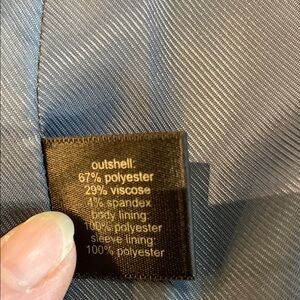 outshell:
67% polyester
29% viscose
4% spandex
body lining:
100% polyester
sleeve lining:
100% polyester